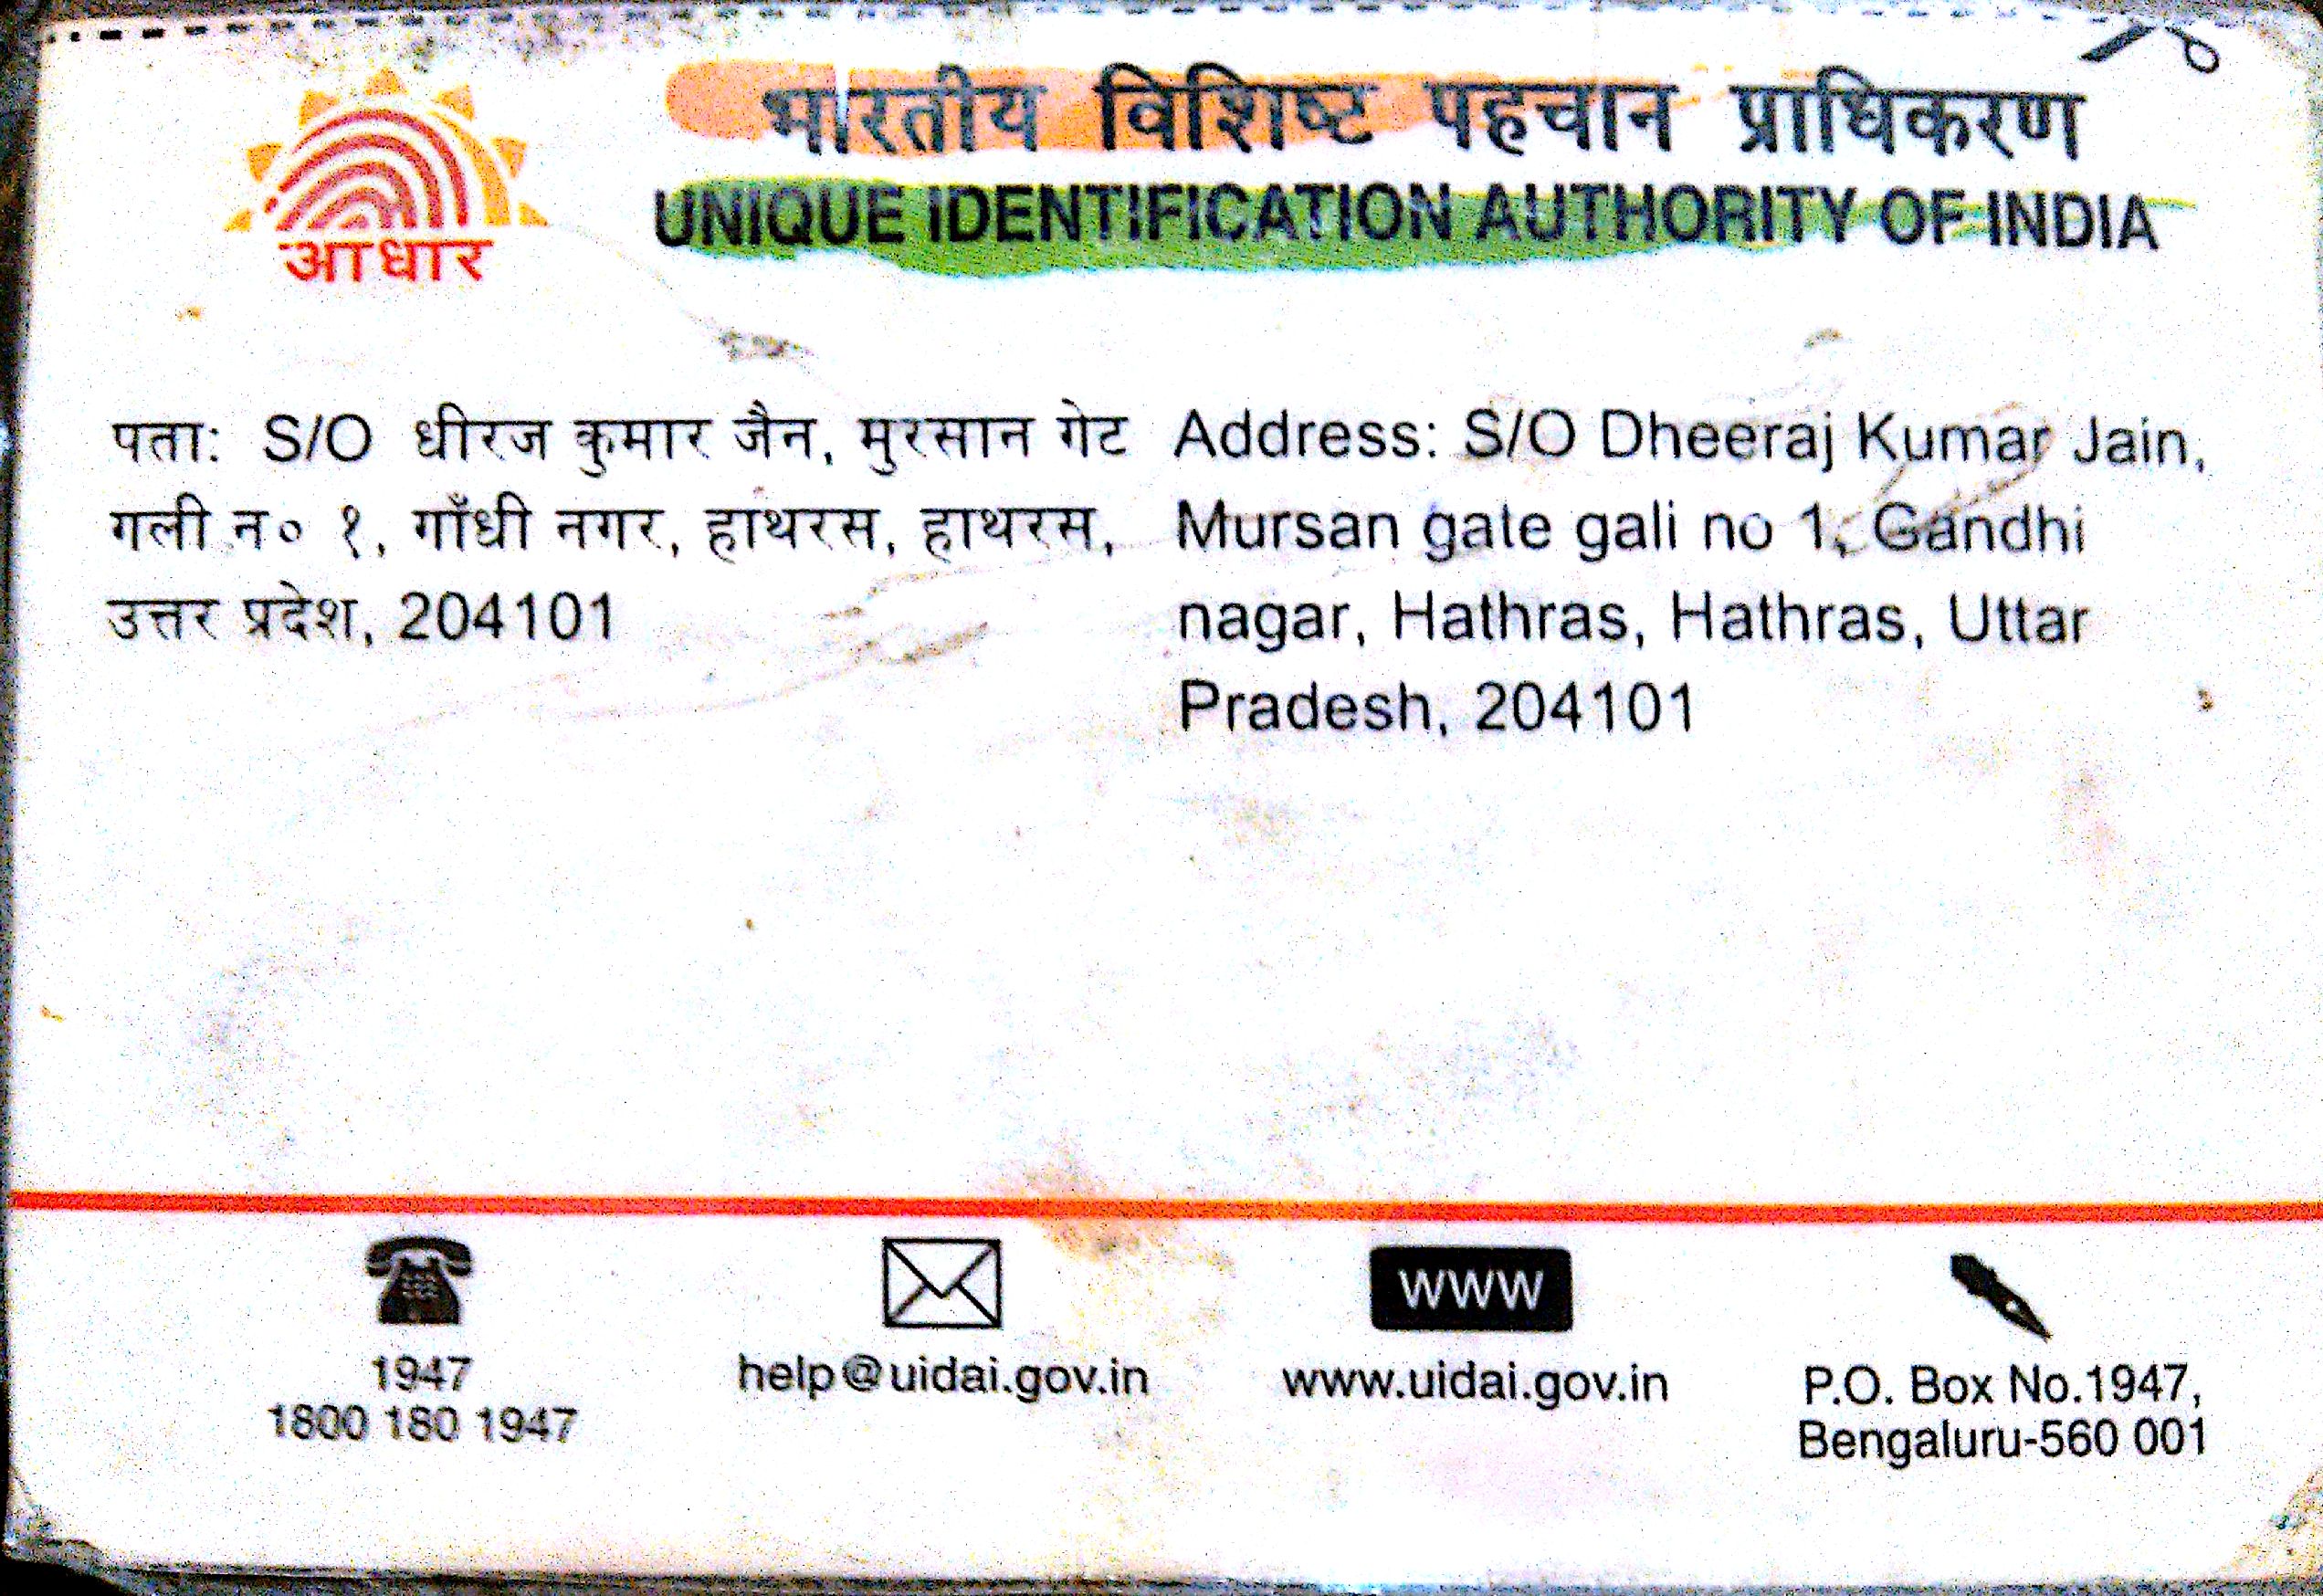 भारतीय विशिष्ट पहचान प्राधिकरण
UNIQUE IDENTIFICATION AUTHORITY OF INDIA
आधार
पता: S/O धीरज कुमार जैन, मुरसान गेट
गली न० १, गाँधी नगर, हाथरस, हाथरस,
उत्तर प्रदेश, 204101
Address: S/O Dheeraj Kumar Jain,
Mursan gate gali no 1, Gandhi
nagar, Hathras, Hathras, Uttar
Pradesh, 204101
1947
1800 180 1947
help@uidai.gov.in
WWW
www.uidai.gov.in
P.O. Box No.1947,
Bengaluru-560 001